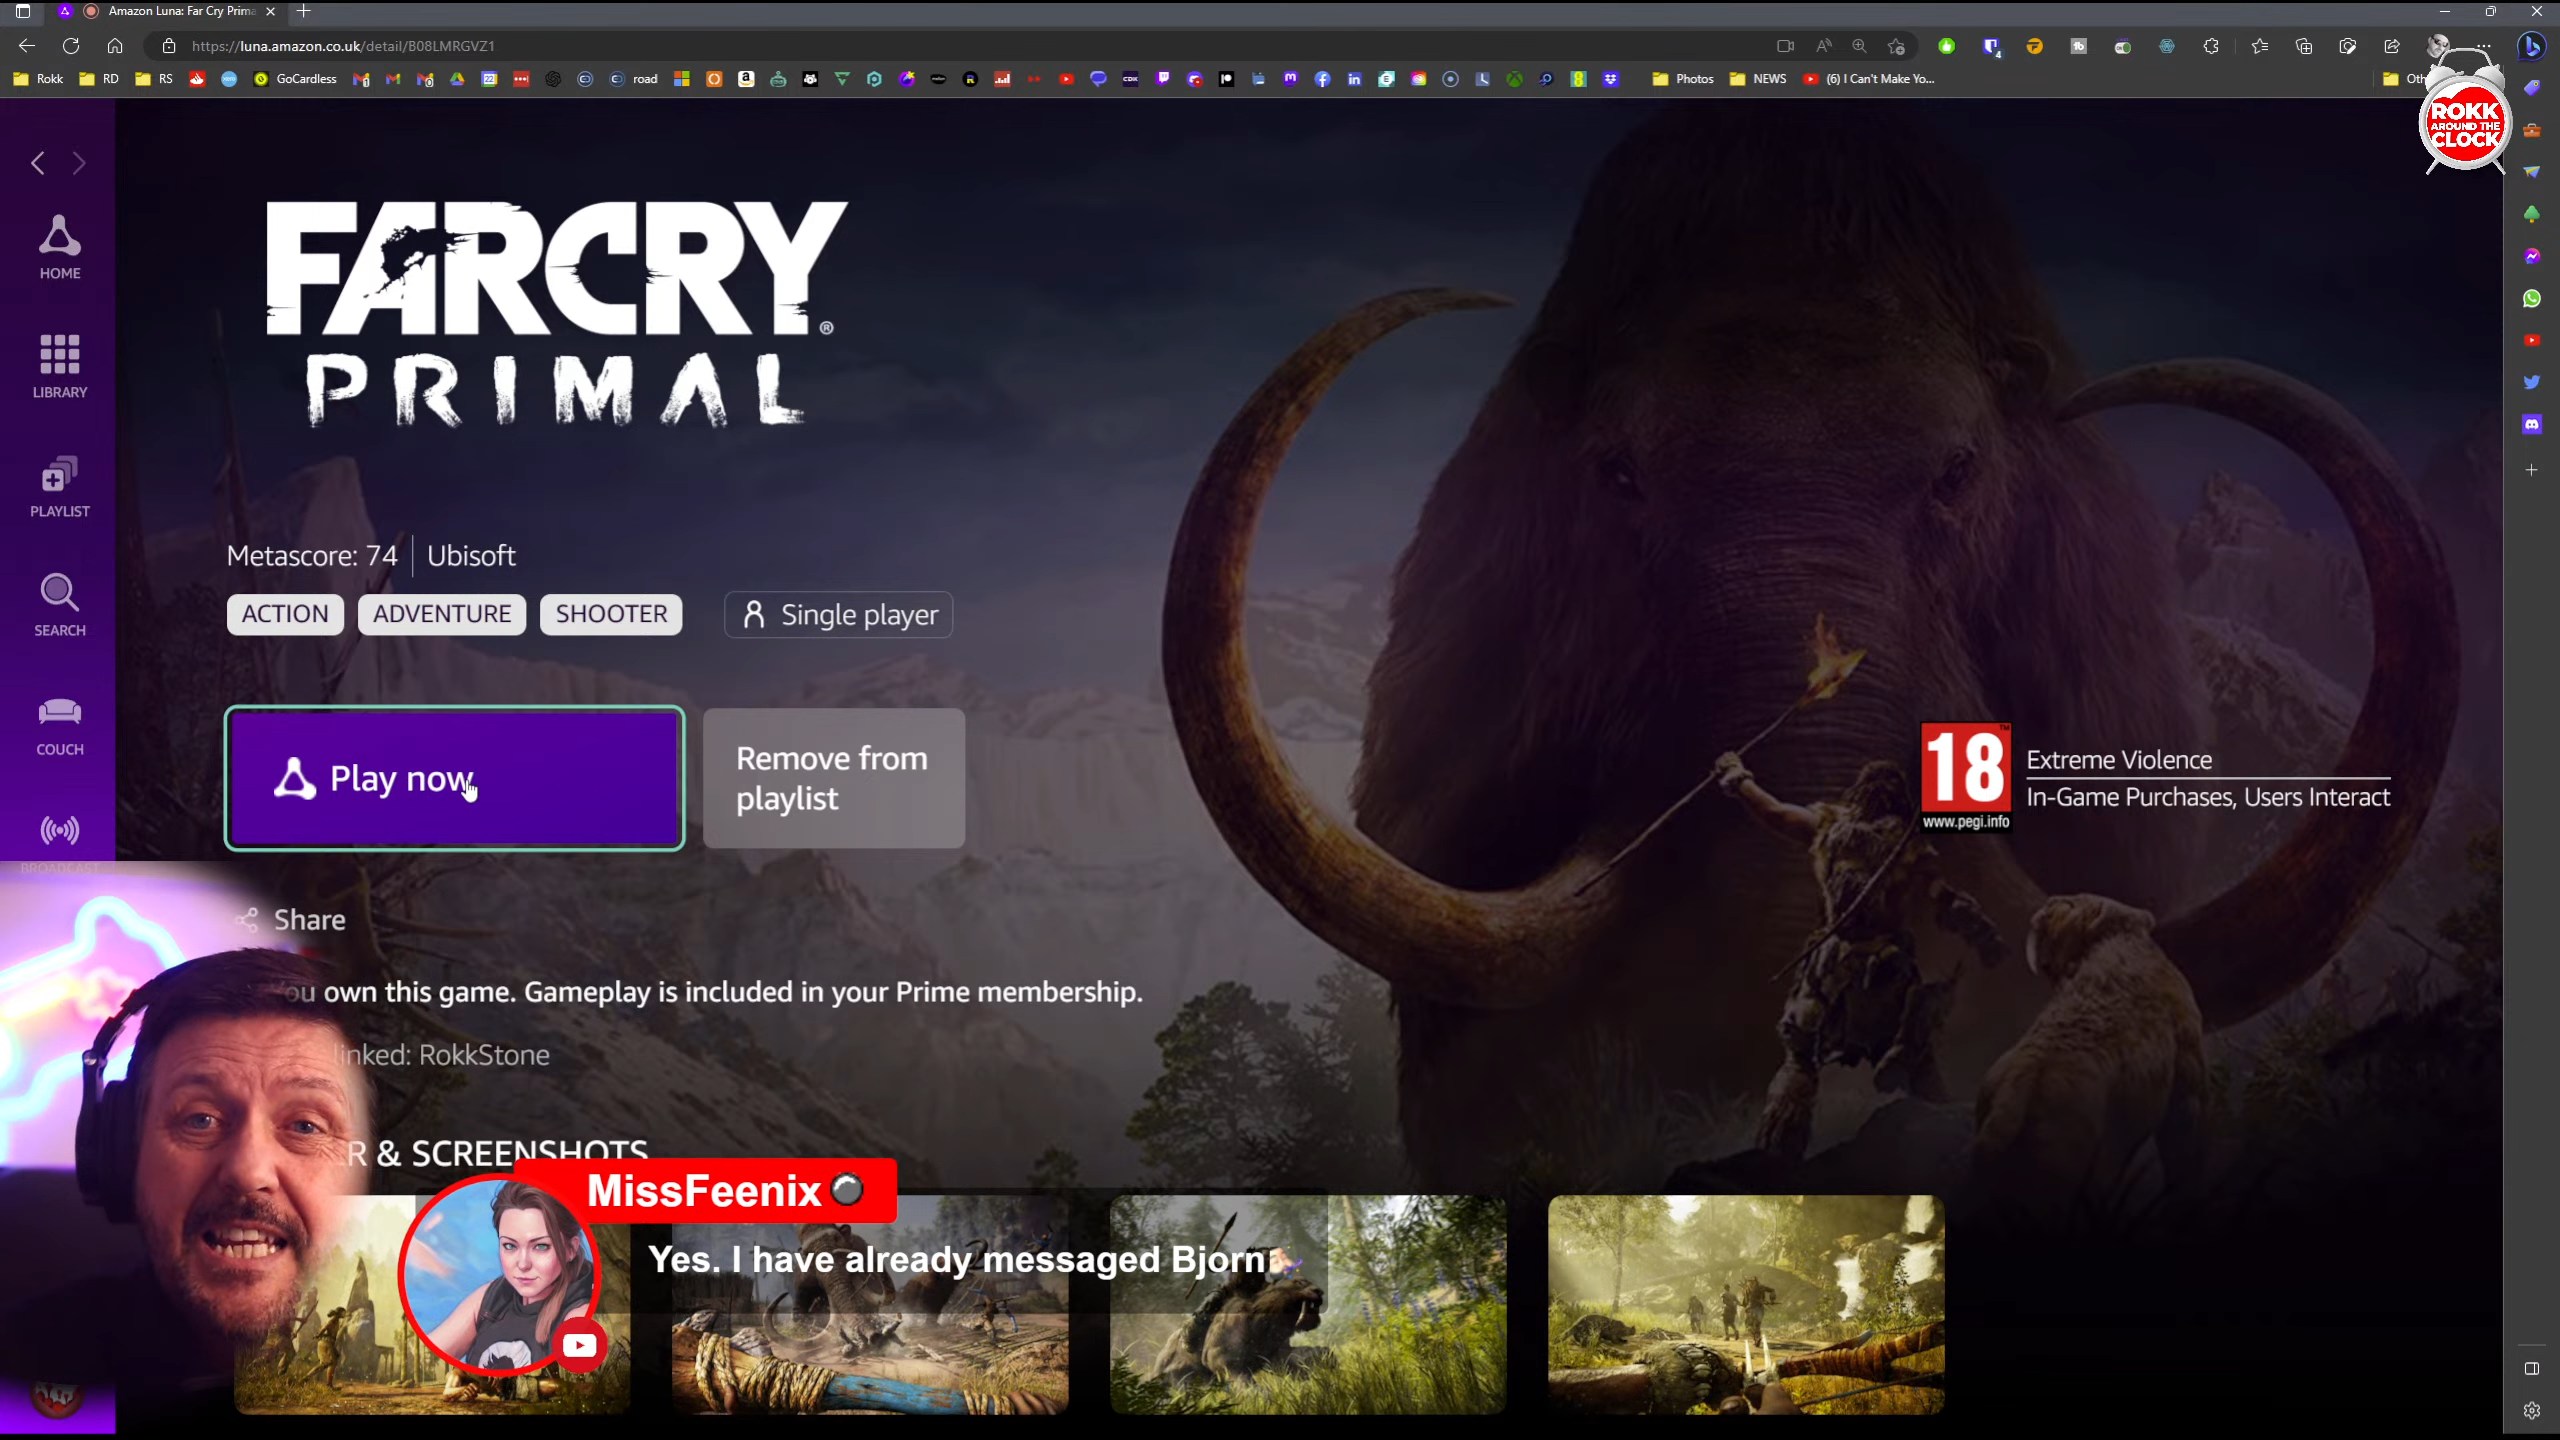 Amazon Luna: Far Cry Prima
https://luna.amazon.co.uk/detail/B08LMRGVZ1
Rokk RD RS GoCardless road Photos NEWS (6) I Can't Make Yo... Oth
ROKK
AROUND THE
CLOCK
HOME
LIBRARY
PLAYLIST
SEARCH
COUCH
BROADCAST
FARCRY®
PRIMAL
Metascore: 74 | Ubisoft
ACTION ADVENTURE SHOOTER Single player
Play now
Remove from
playlist
18
www.pegi.info
Extreme Violence
In-Game Purchases, Users Interact
Share
ou own this game. Gameplay is included in your Prime membership.
linked: RokkStone
R & SCREENSHOTS
MissFeenix
Yes. I have already messaged Bjorn